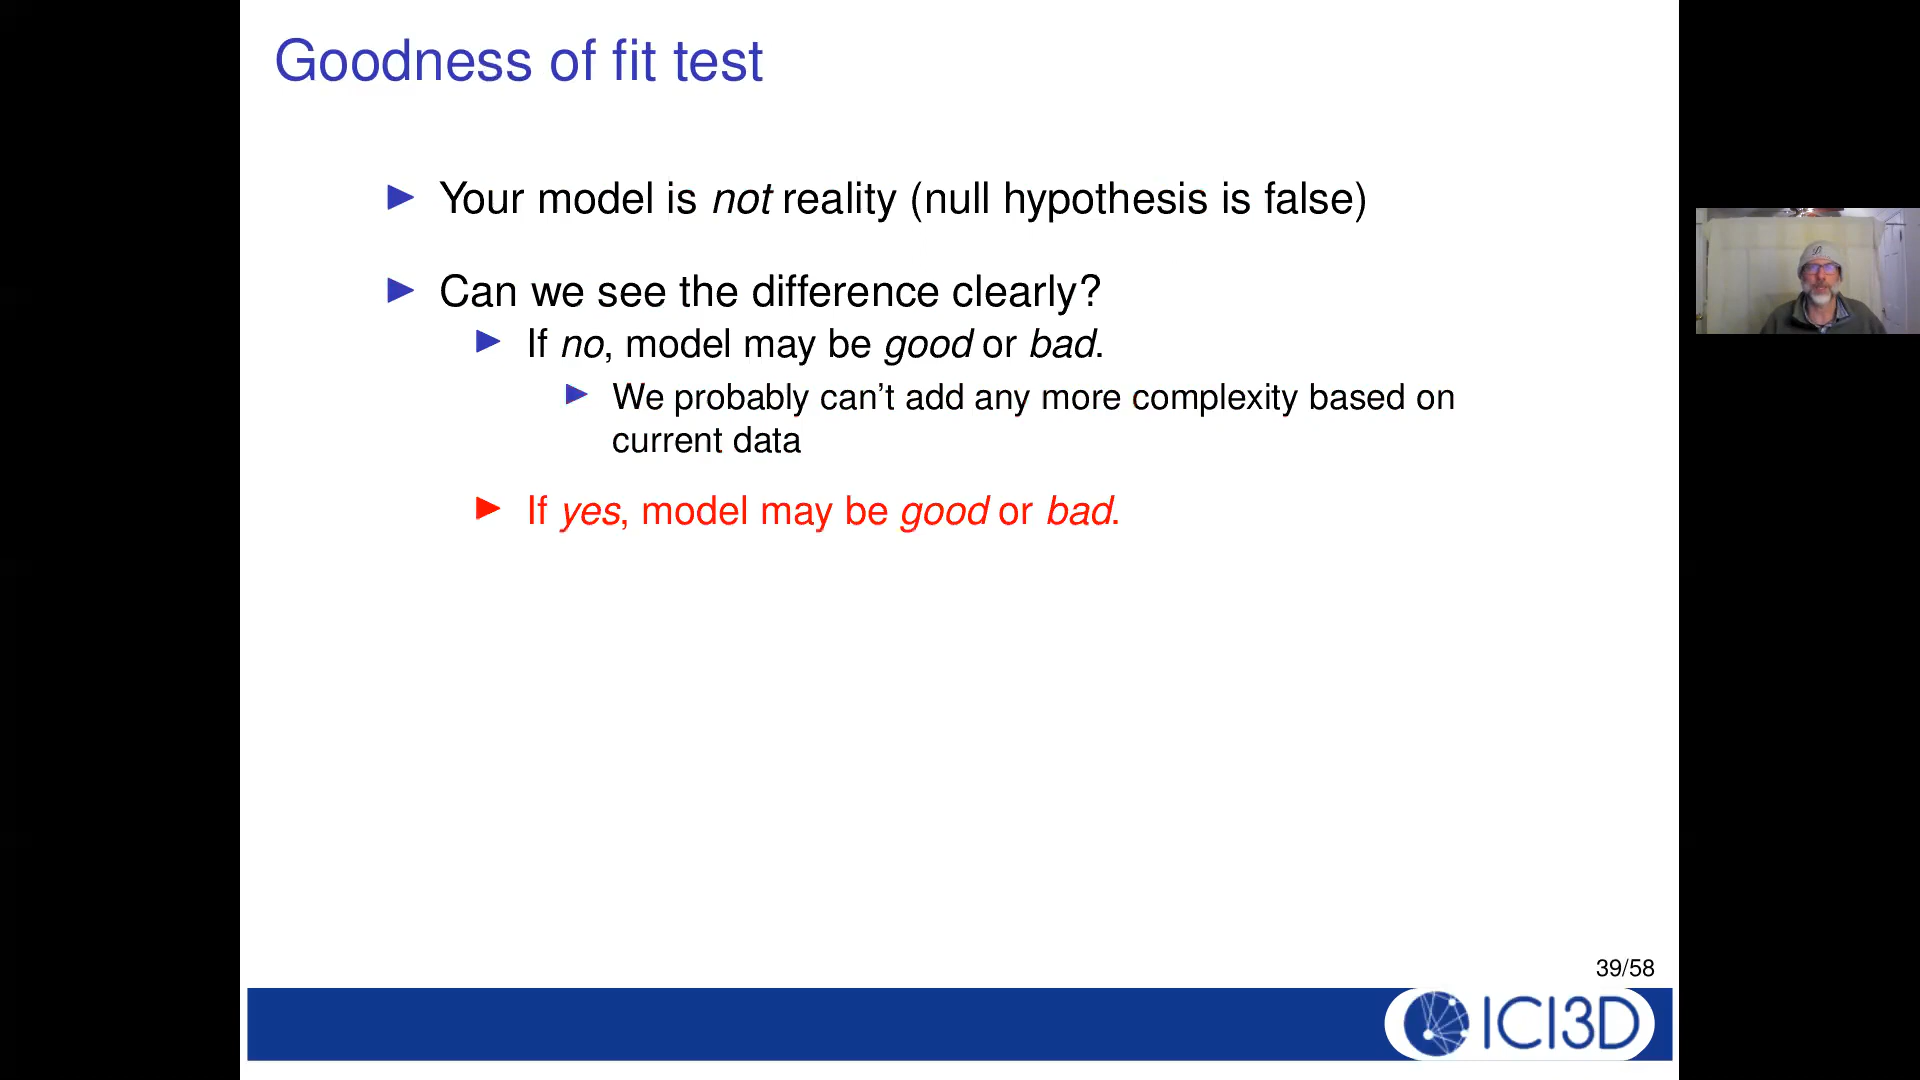 Goodness of fit test
Your model is not reality (null hypothesis is false)
Can we see the difference clearly?
If no, model may be good or bad.
We probably can't add any more complexity based on
current data
If yes, model may be good or bad.
39/58
ICI3D